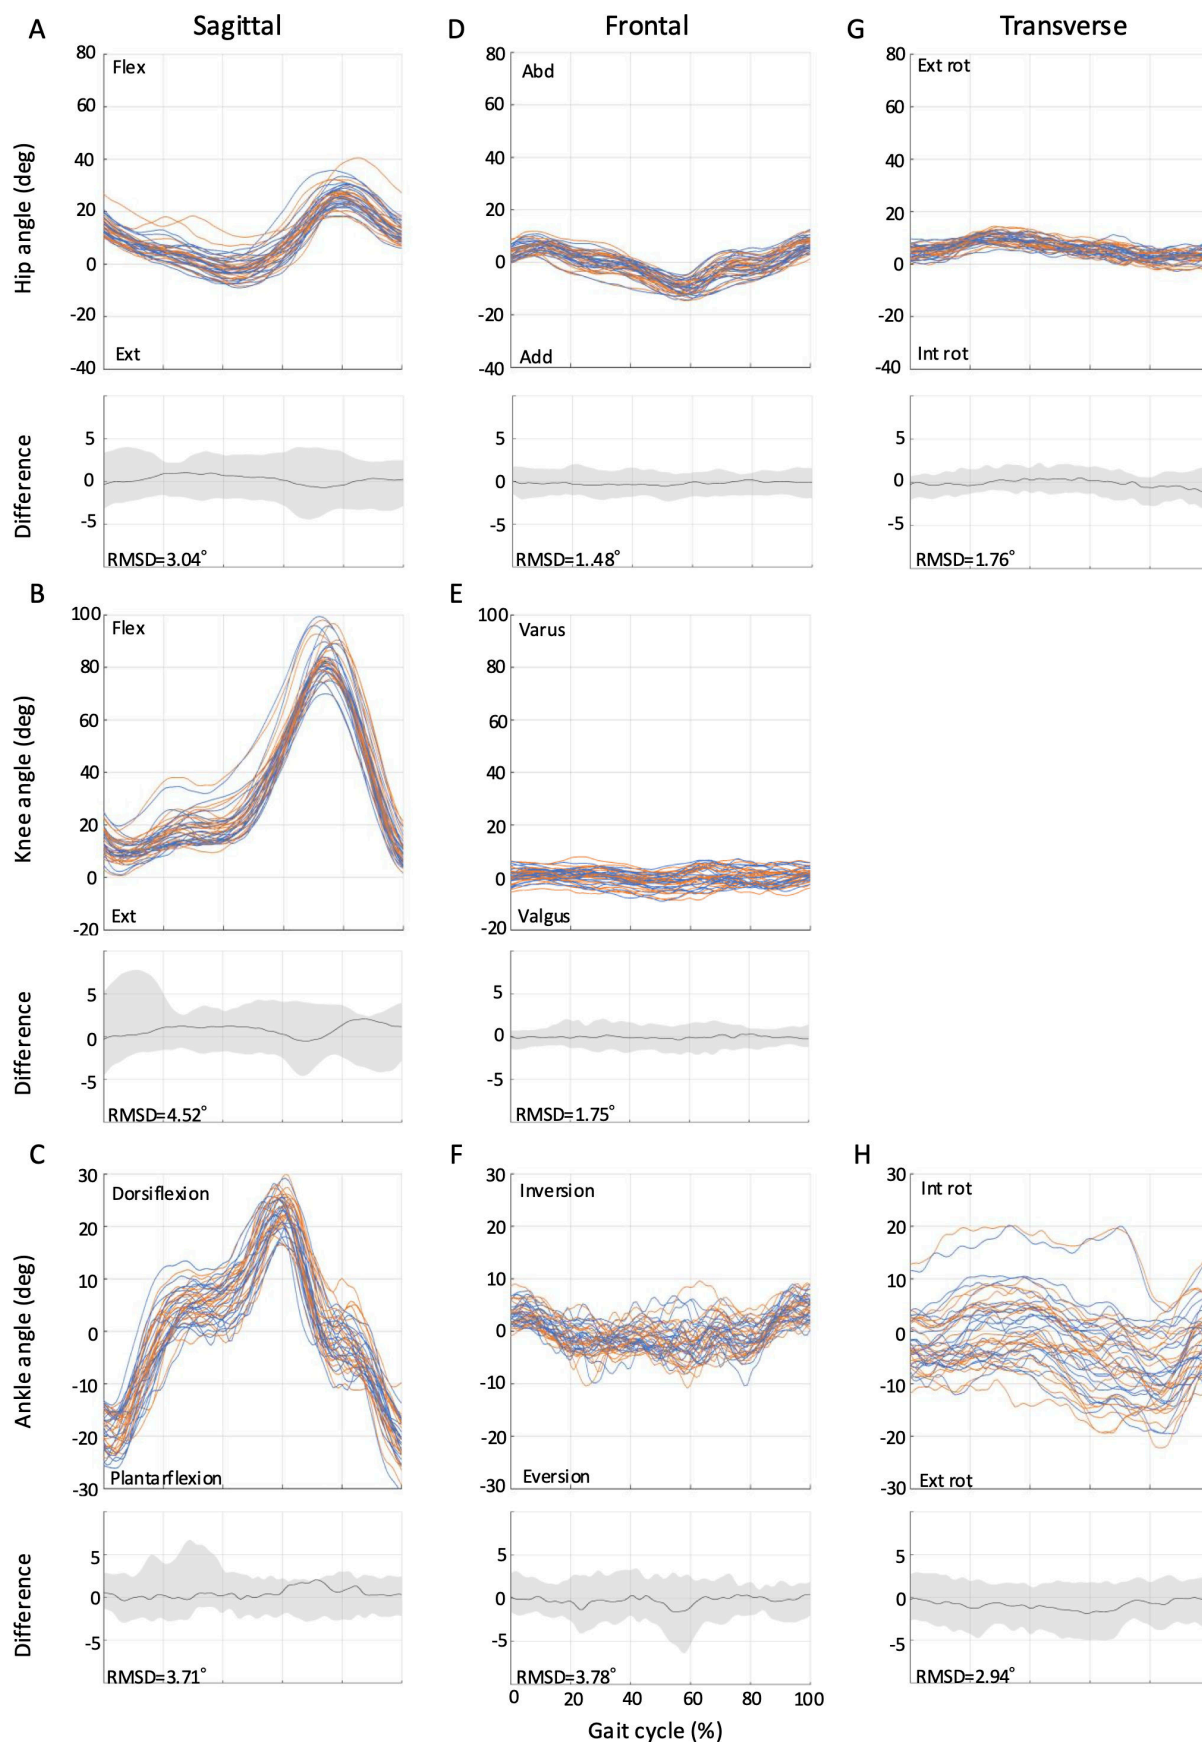 A Sagittal D Frontal G Transverse
Hip angle (deg)
80 60 40 20 0 -20 -40
Flex
Ext
80 60 40 20 0 -20 -40
Abd
Add
80 60 40 20 0 -20 -40
Ext rot
Int rot
Difference
5 0 -5
RMSD=3.04°
5 0 -5
RMSD=1..48°
5 0 -5
RMSD=1.76°
B E
Knee angle (deg)
100 80 60 40 20 0 -20
Flex
Ext
100 80 60 40 20 0 -20
Varus
Valgus
Difference
5 0 -5
RMSD=4.52°
5 0 -5
RMSD=1.75°
C F H
Ankle angle (deg)
30 20 10 0 -10 -20 -30
Dorsiflexion
Plantarflexion
30 20 10 0 -10 -20 -30
Inversion
Eversion
30 20 10 0 -10 -20 -30
Int rot
Ext rot
Difference
5 0 -5
RMSD=3.71°
5 0 -5
RMSD=3.78°
5 0 -5
RMSD=2.94°
0 20 40 60 80 100
Gait cycle (%)